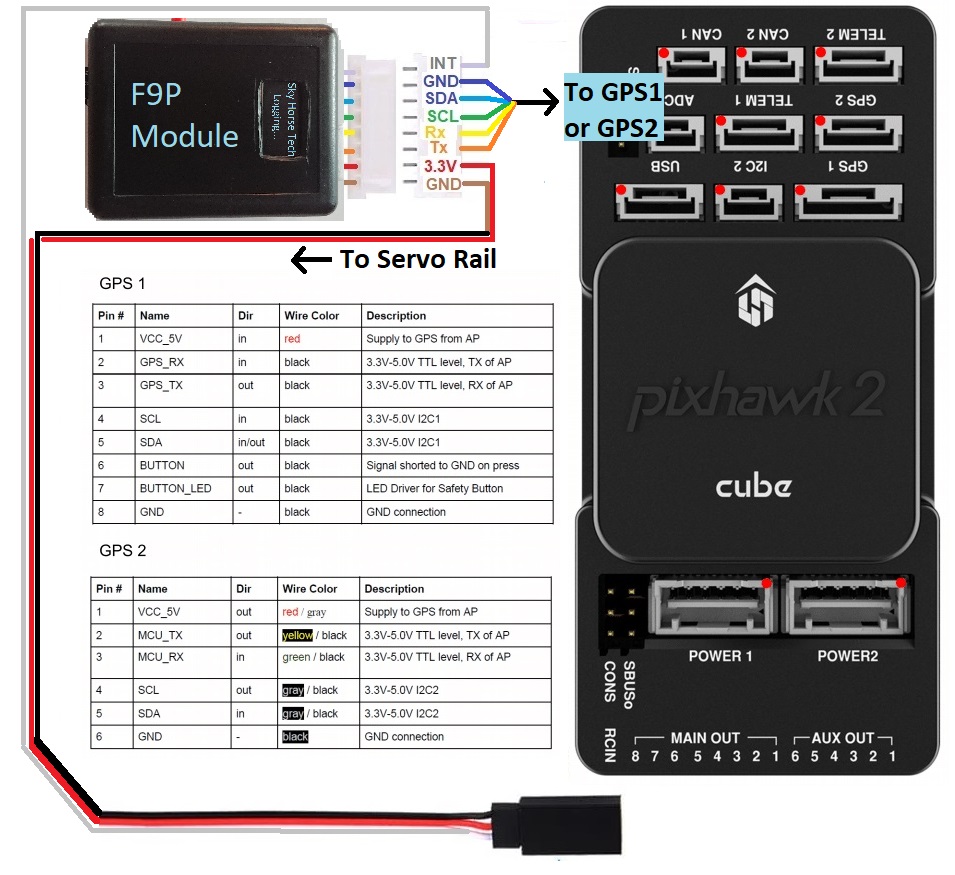 F9P
Module
Sky Horse Tech
Logging...
INT
GND
SDA
SCL
Rx
Tx
3.3V
GND
To GPS1
or GPS2
To Servo Rail
CAN 1
CAN 2
TELEM 2
S
ADC
TELEM 1
GPS 2
USB
I2C 2
GPS 1
pixhawk 2
cube
POWER 1
POWER2
CONS
SBUSo
RCIN
MAIN OUT
AUX OUT
8 7 6 5 4 3 2 1
6 5 4 3 2 1
GPS 1
Pin # Name Dir Wire Color Description
1 VCC_5V in red Supply to GPS from AP
2 GPS_RX in black 3.3V-5.0V TTL level, TX of AP
3 GPS_TX out black 3.3V-5.0V TTL level, RX of AP
4 SCL in black 3.3V-5.0V I2C1
5 SDA in/out black 3.3V-5.0V I2C1
6 BUTTON out black Signal shorted to GND on press
7 BUTTON_LED out black LED Driver for Safety Button
8 GND - black GND connection
GPS 2
Pin # Name Dir Wire Color Description
1 VCC_5V out red / gray Supply to GPS from AP
2 MCU_TX out yellow / black 3.3V-5.0V TTL level, TX of AP
3 MCU_RX in green / black 3.3V-5.0V TTL level, RX of AP
4 SCL out gray / black 3.3V-5.0V I2C2
5 SDA in gray / black 3.3V-5.0V I2C2
6 GND - black GND connection